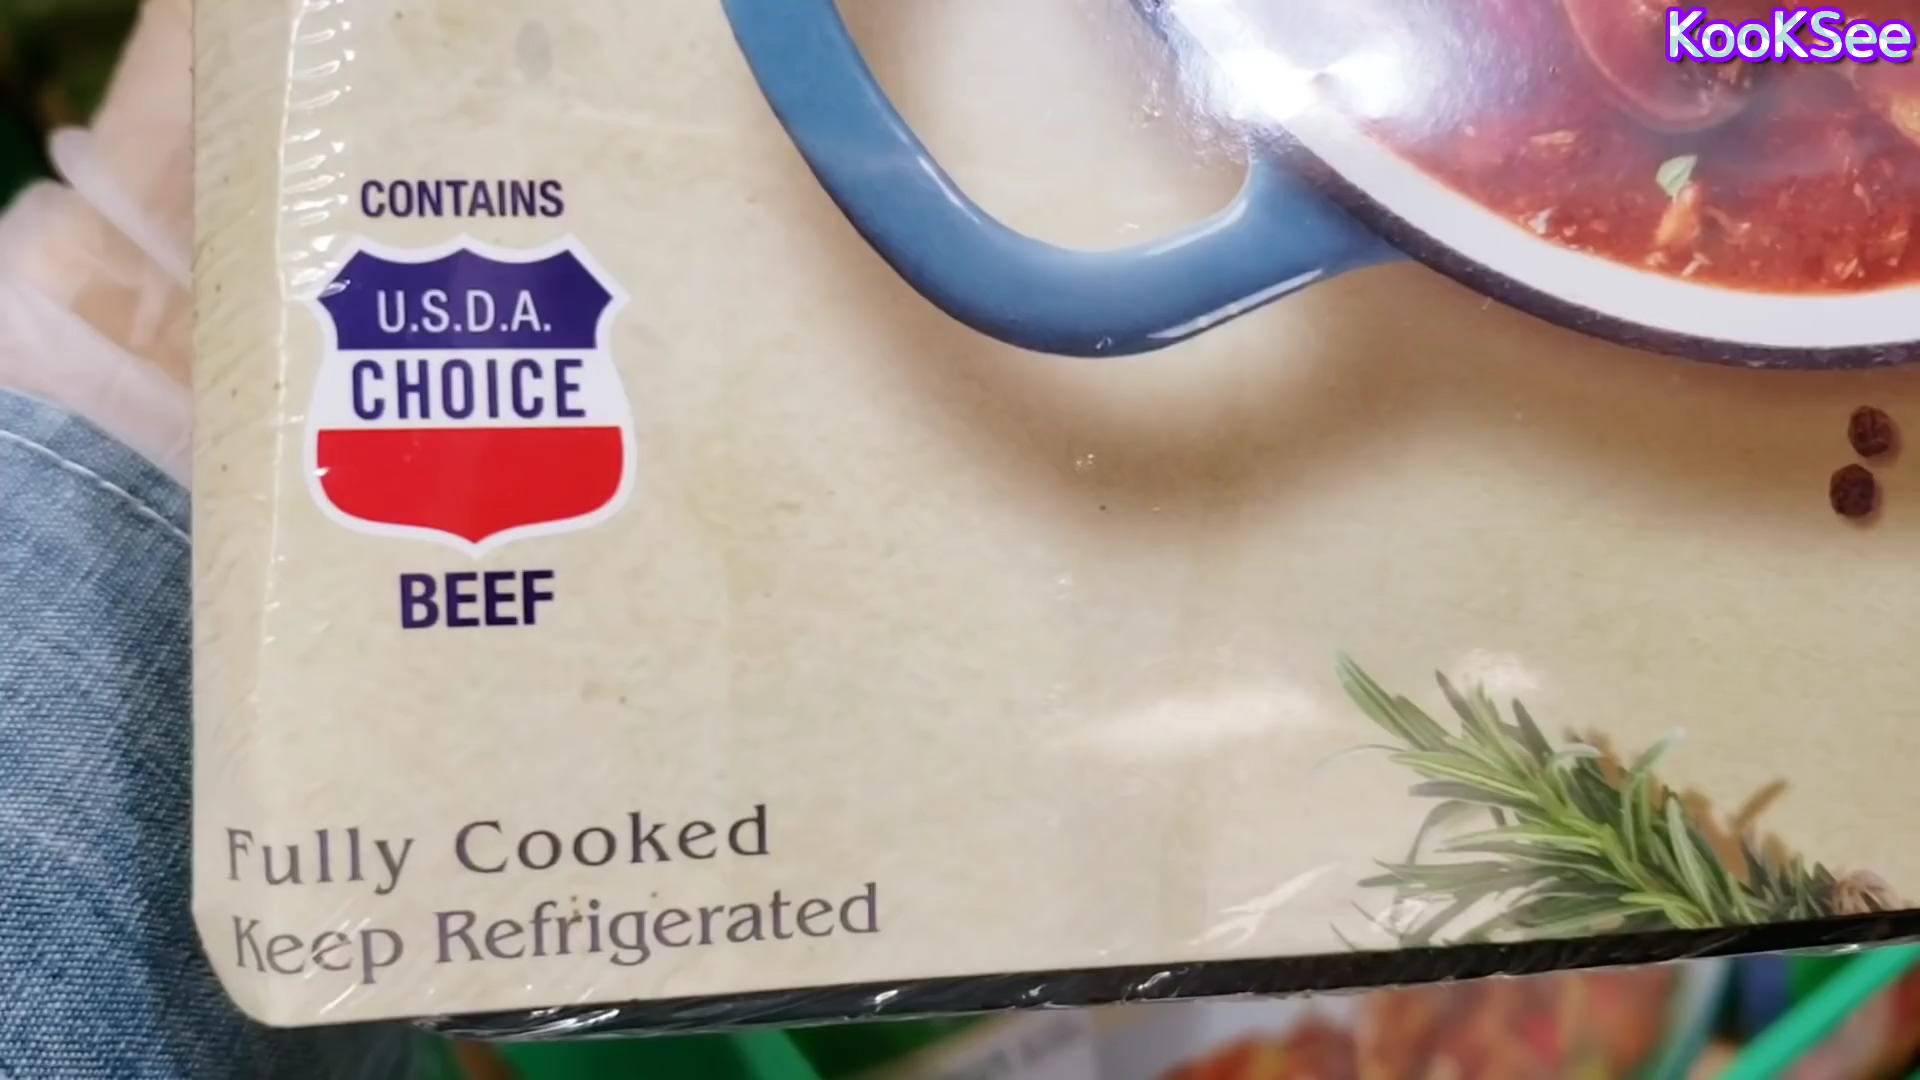 KooKSee
CONTAINS
U.S.D.A.
CHOICE
BEEF
Fully Cooked
Keep Refrigerated